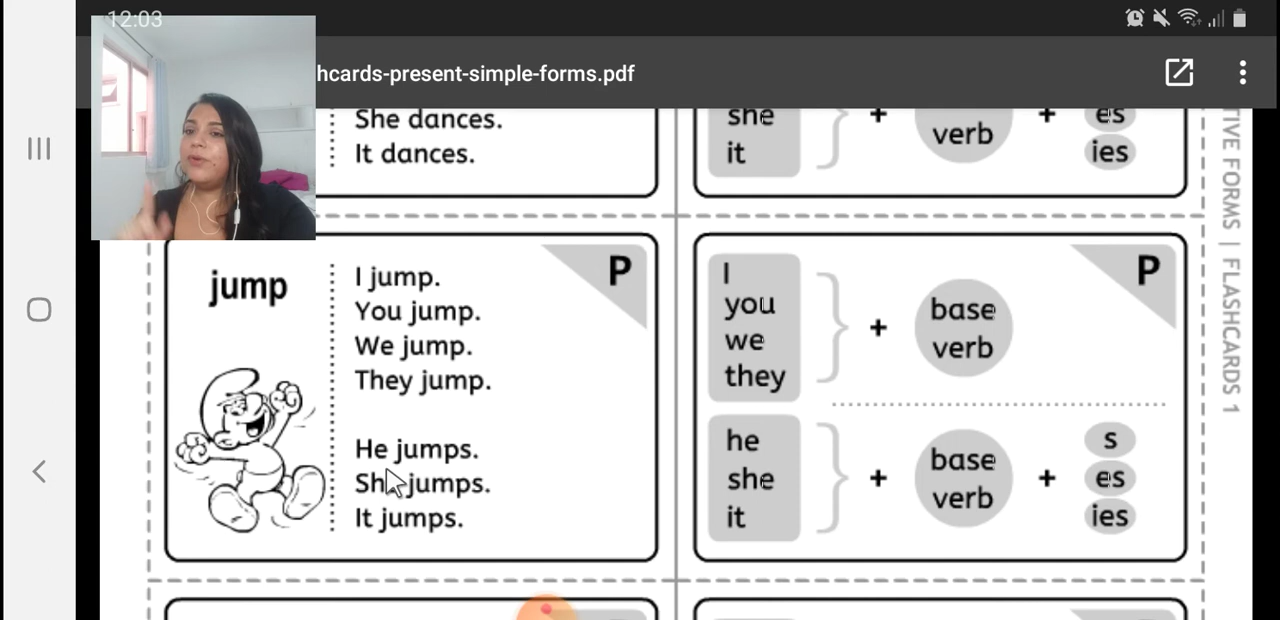 12:03
hcards-present-simple-forms.pdf
She dances.
It dances.
she
it
+
verb
+
es
ies
jump
I jump.
You jump.
We jump.
They jump.
He jumps.
She jumps.
It jumps.
P
I
you
we
they
+
base
verb
P
he
she
it
+
base
verb
+
s
es
ies
TIVE FORMS | FLASHCARDS 1